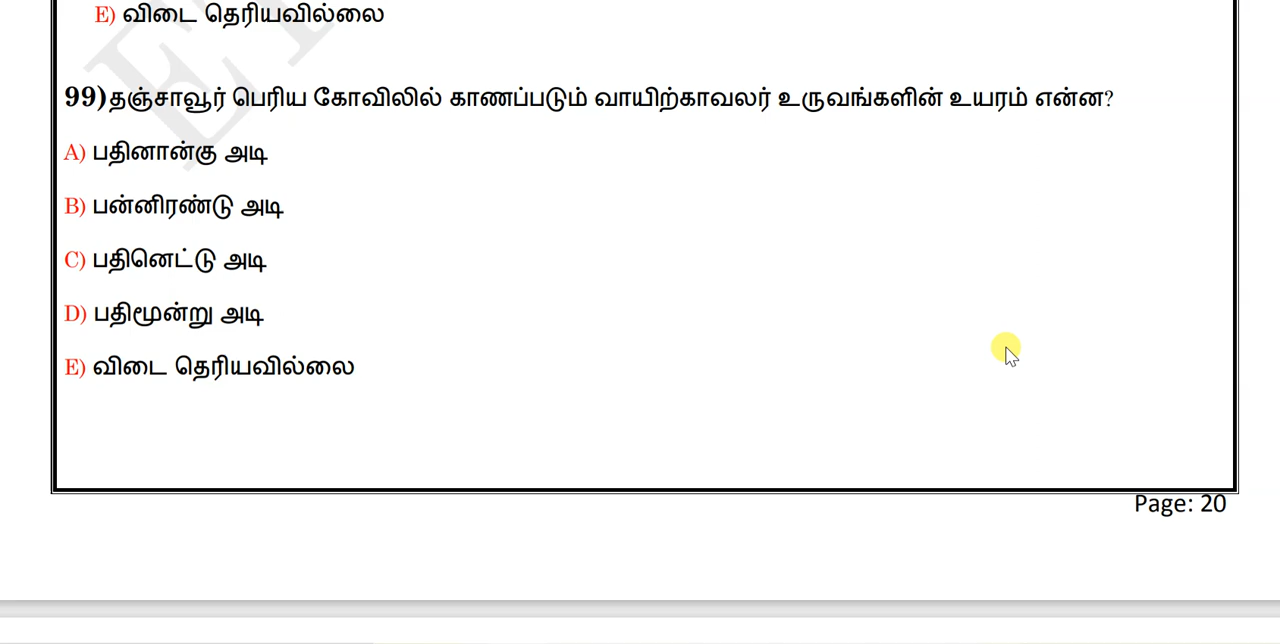 E) விடை தெரியவில்லை
99)தஞ்சாவூர் பெரிய கோவிலில் காணப்படும் வாயிற்காவலர் உருவங்களின் உயரம் என்ன?
A) பதினான்கு அடி
B) பன்னிரண்டு அடி
C) பதினெட்டு அடி
D) பதிமூன்று அடி
E) விடை தெரியவில்லை
Page: 20